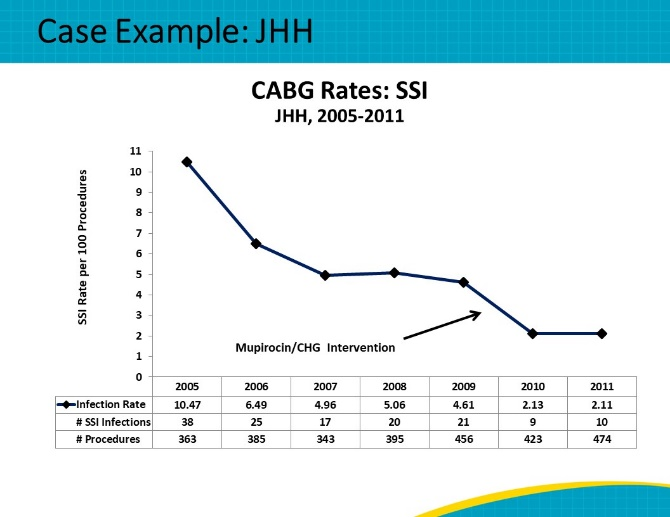 Case Example: JHH
CABG Rates: SSI
JHH, 2005-2011
SSI Rate per 100 Procedures
11
10
9
8
7
6
5
4
3
2
1
0
Mupirocin/CHG Intervention
2005 2006 2007 2008 2009 2010 2011
Infection Rate 10.47 6.49 4.96 5.06 4.61 2.13 2.11
# SSI Infections 38 25 17 20 21 9 10
# Procedures 363 385 343 395 456 423 474